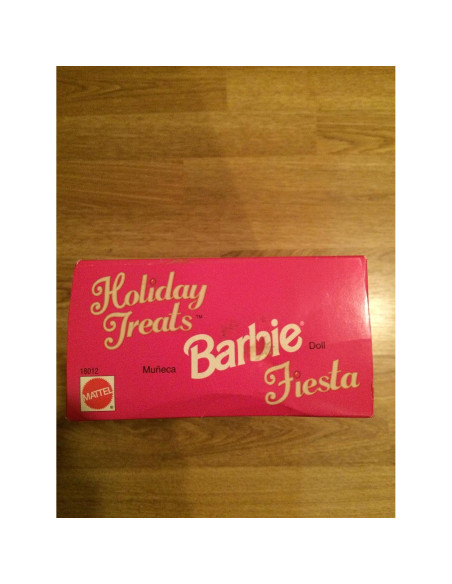 Holiday
Treats™
Muñeca Barbie® Doll
Fiesta
18012
MATTEL
®